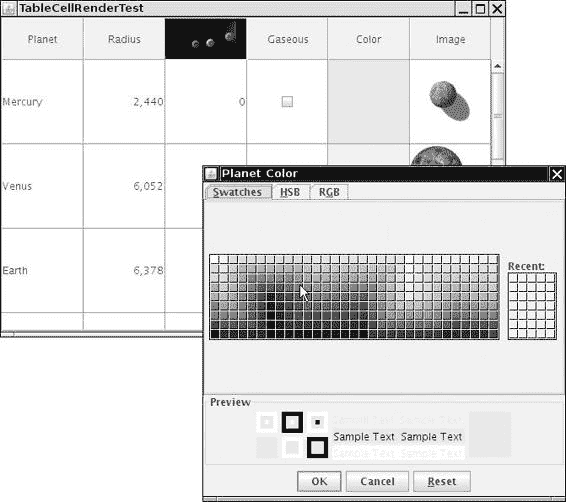 TableCellRenderTest
Planet Radius Gaseous Color Image
Mercury 2,440 0
Venus 6,052
Earth 6,378
Planet Color
Swatches HSB RGB
Recent:
Preview
Sample Text Sample Text
Sample Text Sample Text
Sample Text Sample Text
OK Cancel Reset